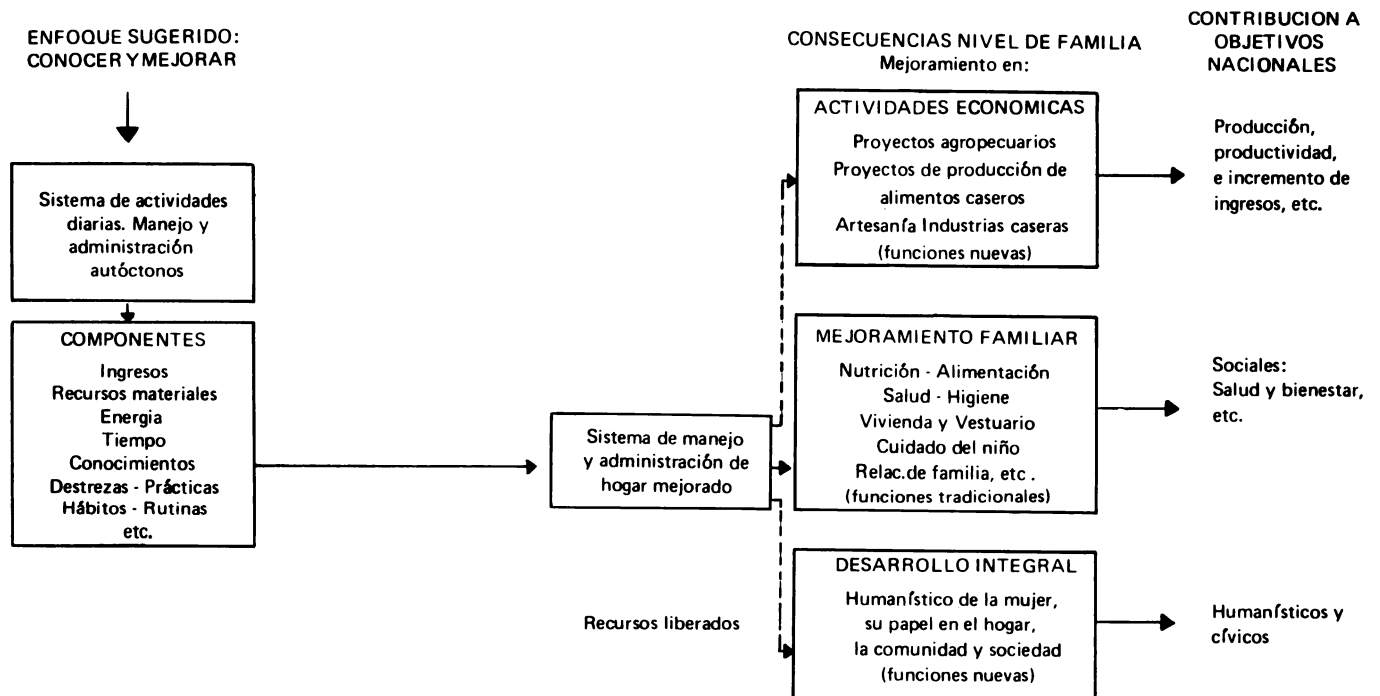 ENFOQUE SUGERIDO:
CONOCER Y MEJORAR
Sistema de actividades
diarias. Manejo y
administración
autóctonos
COMPONENTES
Ingresos
Recursos materiales
Energia
Tiempo
Conocimientos
Destrezas - Prácticas
Hábitos - Rutinas
etc.
Sistema de manejo
y administración de
hogar mejorado
Recursos liberados
CONSECUENCIAS NIVEL DE FAMILIA
Mejoramiento en:
ACTIVIDADES ECONOMICAS
Proyectos agropecuarios
Proyectos de producción de
alimentos caseros
Artesanía Industrias caseras
(funciones nuevas)
MEJORAMIENTO FAMILIAR
Nutrición - Alimentación
Salud - Higiene
Vivienda y Vestuario
Cuidado del niño
Relac.de familia, etc .
(funciones tradicionales)
DESARROLLO INTEGRAL
Humanístico de la mujer,
su papel en el hogar,
la comunidad y sociedad
(funciones nuevas)
CONTRIBUCION A
OBJETIVOS
NACIONALES
Producción,
productividad,
e incremento de
ingresos, etc.
Sociales:
Salud y bienestar,
etc.
Humanísticos y
cívicos